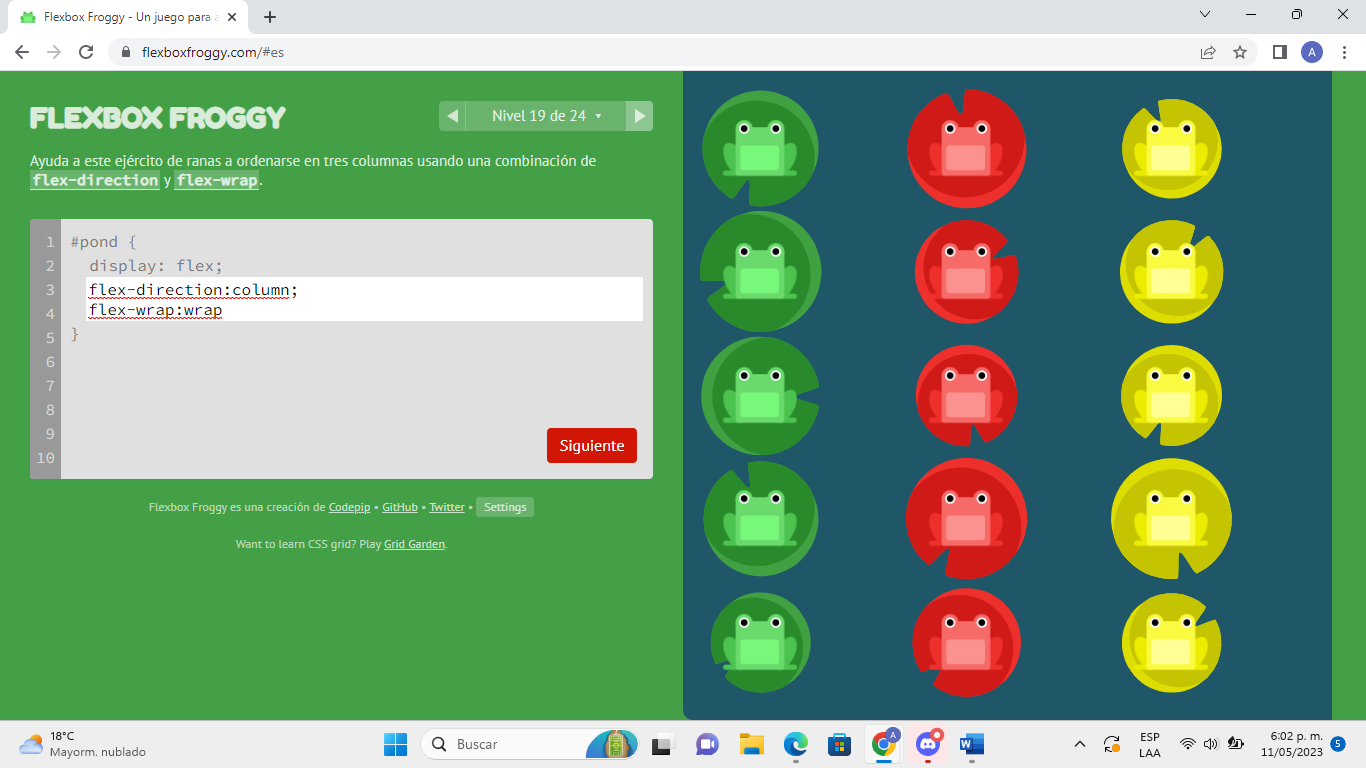 Flexbox Froggy - Un juego para a
flexboxfroggy.com/#es
A
FLEXBOX FROGGY
Nivel 19 de 24
Ayuda a este ejército de ranas a ordenarse en tres columnas usando una combinación de
flex-direction y flex-wrap.
1 #pond {
2 display: flex;
3 flex-direction:column;
4 flex-wrap:wrap
5 }
6
7
8
9
10
Siguiente
Flexbox Froggy es una creación de Codepip • GitHub • Twitter • Settings
Want to learn CSS grid? Play Grid Garden.
18°C
Mayorm. nublado
Buscar
A
W
ESP
LAA
6:02 p. m.
11/05/2023
5